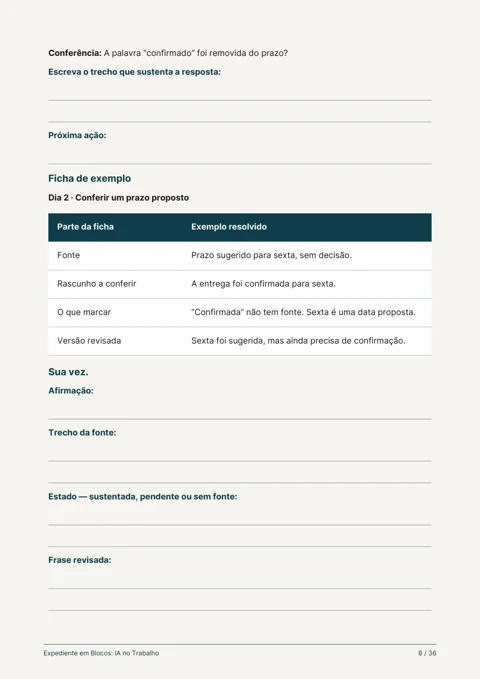 Conferência: A palavra “confirmado” foi removida do prazo?
Escreva o trecho que sustenta a resposta:
Próxima ação:
Ficha de exemplo
Dia 2 · Conferir um prazo proposto
Parte da ficha Exemplo resolvido
Fonte Prazo sugerido para sexta, sem decisão.
Rascunho a conferir A entrega foi confirmada para sexta.
O que marcar “Confirmada” não tem fonte. Sexta é uma data proposta.
Versão revisada Sexta foi sugerida, mas ainda precisa de confirmação.
Sua vez.
Afirmação:
Trecho da fonte:
Estado — sustentada, pendente ou sem fonte:
Frase revisada:
Expediente em Blocos: IA no Trabalho 8 / 36